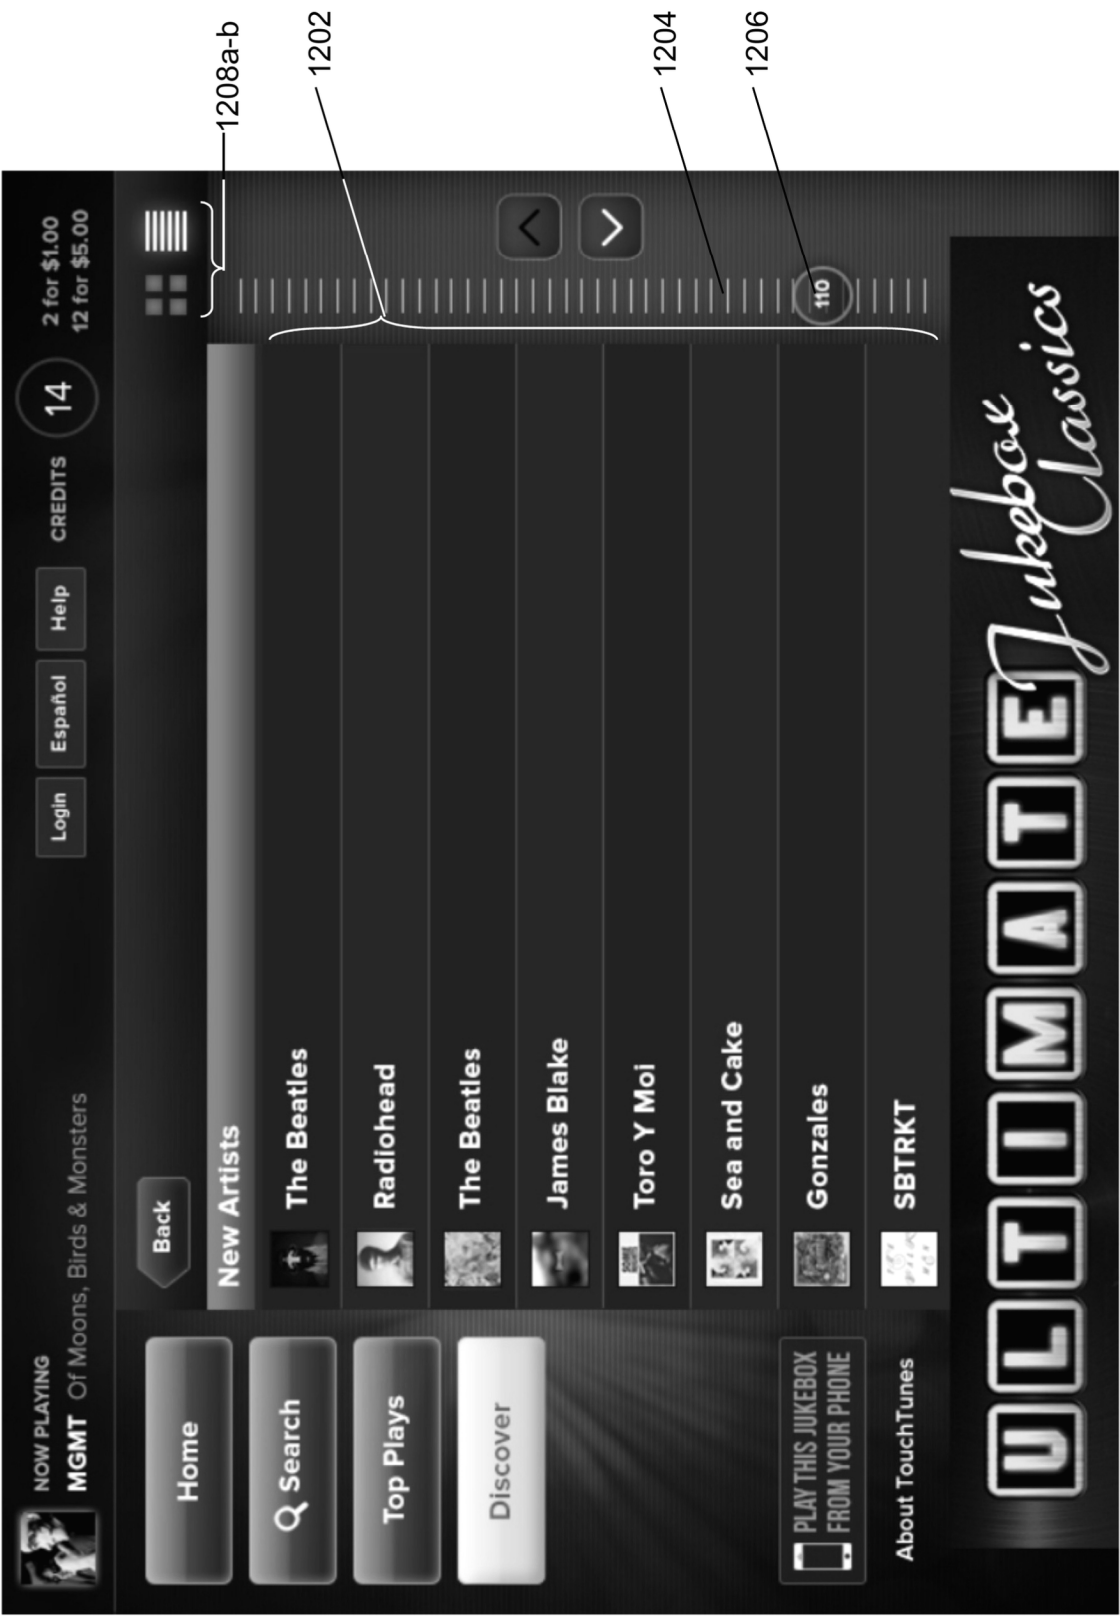 1208a-b
1202
1204
1206
NOW PLAYING
MGMT Of Moons, Birds & Monsters
Login
Español
Help
CREDITS
14
2 for $1.00
12 for $5.00
Home
Search
Top Plays
Discover
Back
New Artists
The Beatles
Radiohead
The Beatles
James Blake
Toro Y Moi
Sea and Cake
Gonzales
SBTRKT
110
PLAY THIS JUKEBOX
FROM YOUR PHONE
About TouchTunes
ULTIMATE Jukebox
Classics